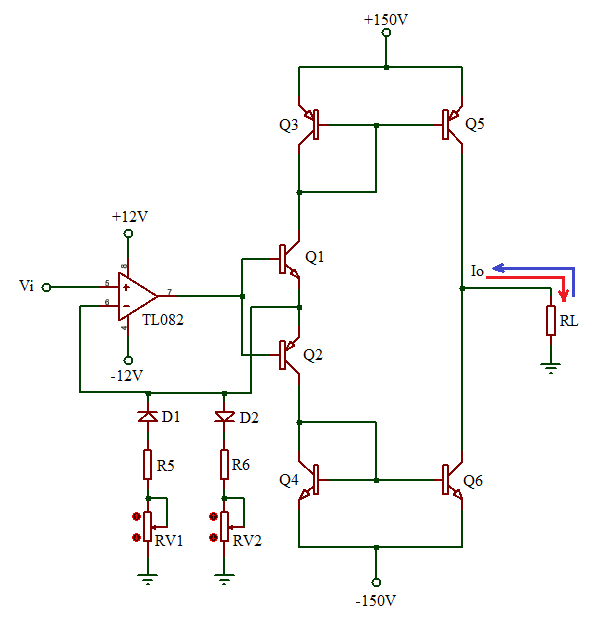 +150V
Q3
Q5
+12V
8
Q1
Io
Vi
5
+
7
6
-
TL082
RL
4
Q2
-12V
D1
D2
R5
R6
Q4
Q6
RV1
RV2
-150V